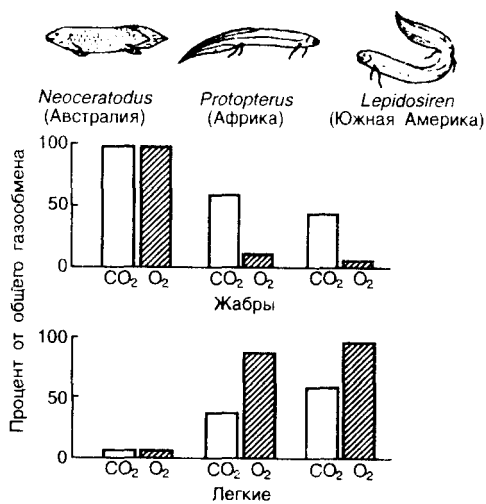 Neoceratodus Protopterus Lepidosiren
(Австралия) (Африка) (Южная Америка)
Процент от общего газообмена
100
50
0
CO₂ O₂ CO₂ O₂ CO₂ O₂
Жабры
100
50
0
CO₂ O₂ CO₂ O₂ CO₂ O₂
Легкие